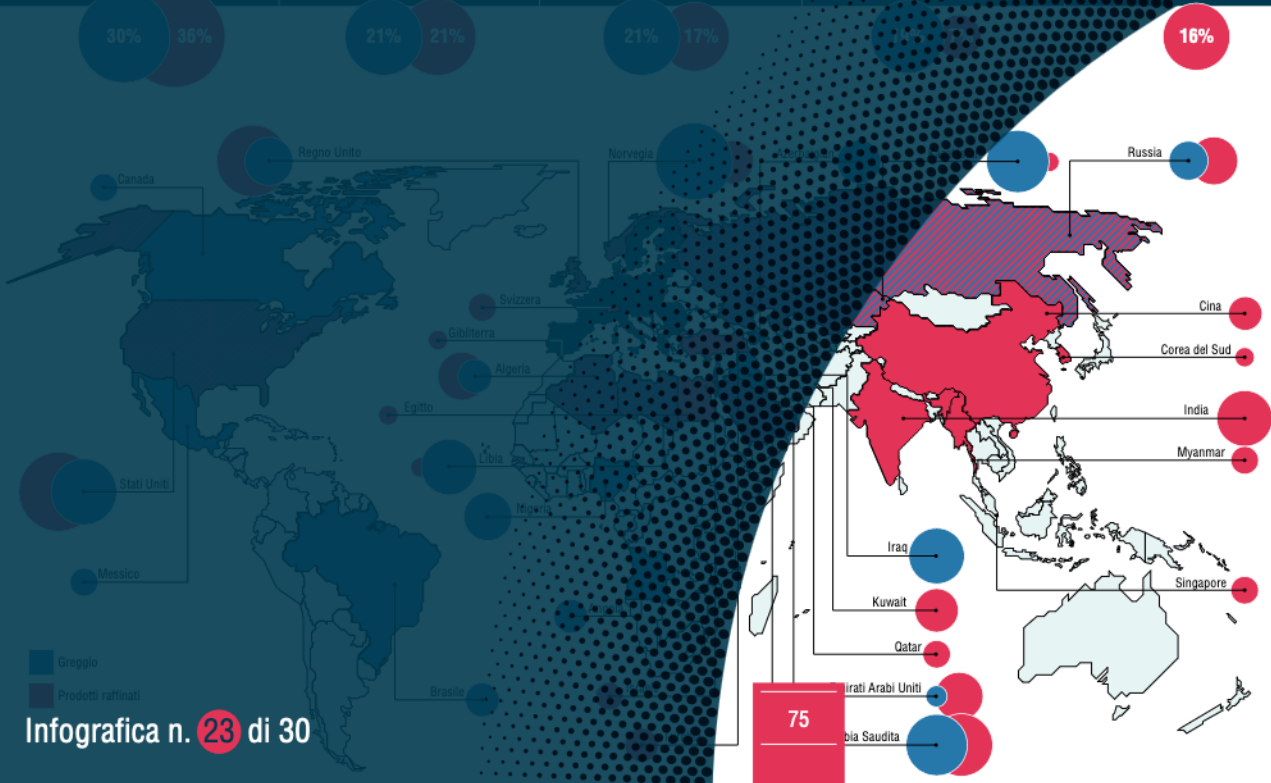 30% 36% 21% 21% 21% 17% 16%
Regno Unito
Norvegia
Russia
Canada
Svizzera
Cina
Gibilterra
Corea del Sud
Algeria
Egitto
India
Libia
Myanmar
Stati Uniti
Nigeria
Iraq
Messico
Singapore
Kuwait
Qatar
Greggio
Prodotti raffinati
Brasile
irati Arabi Uniti
75
bia Saudita
Infografica n. 23 di 30